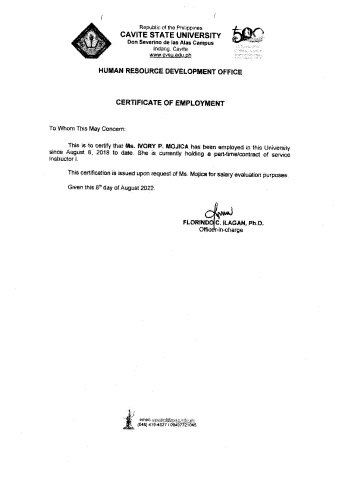 Republic of the Philippines
CAVITE STATE UNIVERSITY
Don Severino de las Alas Campus
Indang, Cavite
www.cvsu.edu.ph
HUMAN RESOURCE DEVELOPMENT OFFICE
CERTIFICATE OF EMPLOYMENT
To Whom This May Concern:
This is to certify that Ms. IVORY P. MOJICA has been employed in this University
since August 6, 2018 to date. She is currently holding a part-time/contract of service
Instructor I.
This certification is issued upon request of Ms. Mojica for salary evaluation purposes
Given this 8th day of August 2022.
FLORINDO C. ILAGAN, Ph.D.
Officer-in-charge
email:
(046) 419-4627 / 09497721045